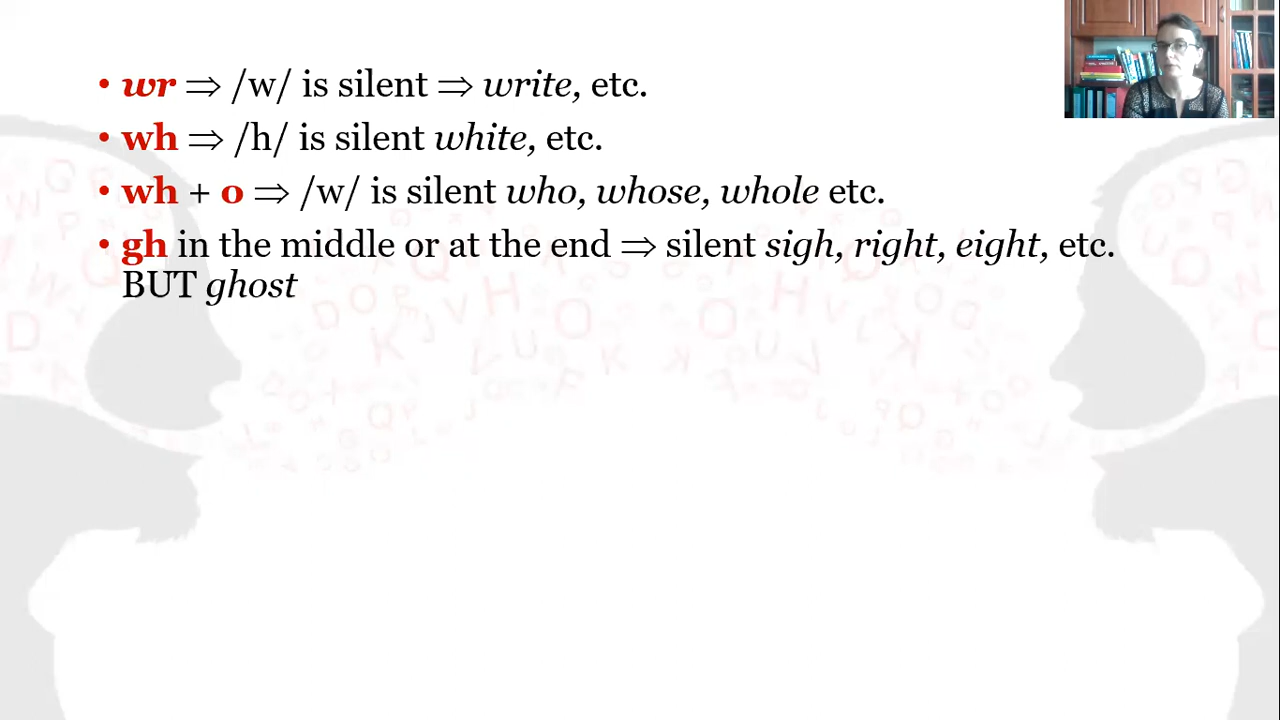 • wr ⇒ /w/ is silent ⇒ write, etc.
• wh ⇒ /h/ is silent white, etc.
• wh + o ⇒ /w/ is silent who, whose, whole etc.
• gh in the middle or at the end ⇒ silent sigh, right, eight, etc.
BUT ghost